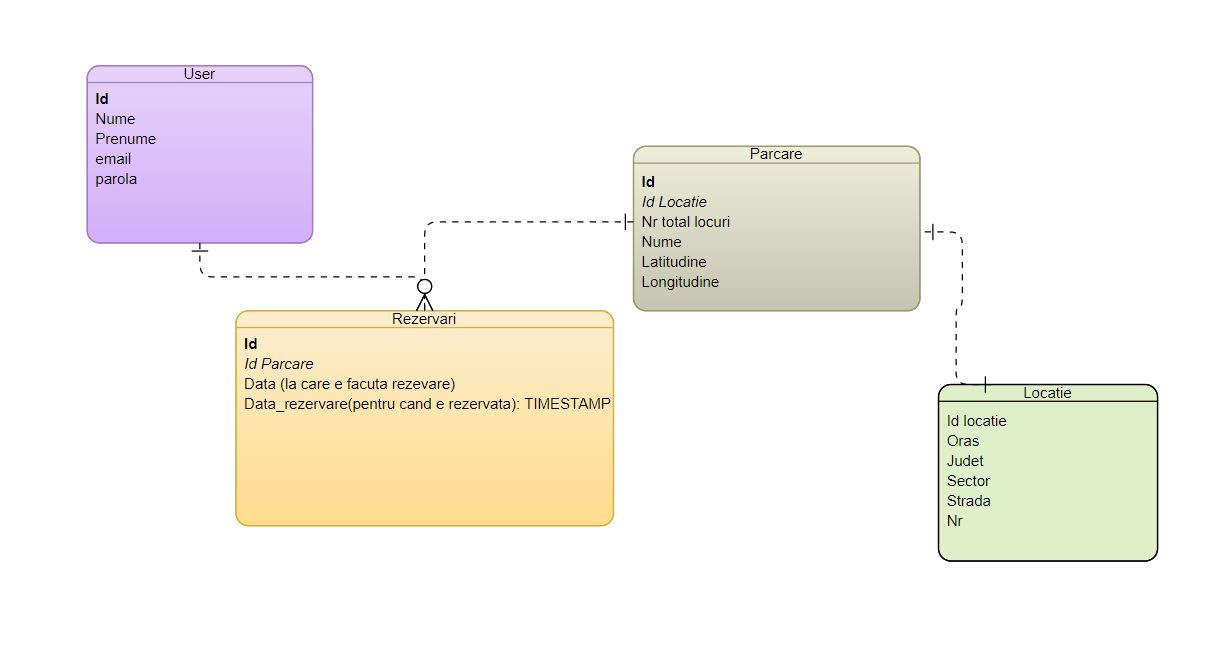 User
Id
Nume
Prenume
email
parola
Parcare
Id
Id Locatie
Nr total locuri
Nume
Latitudine
Longitudine
Rezervari
Id
Id Parcare
Data (la care e facuta rezevare)
Data_rezervare(pentru cand e rezervata): TIMESTAMP
Locatie
Id locatie
Oras
Judet
Sector
Strada
Nr